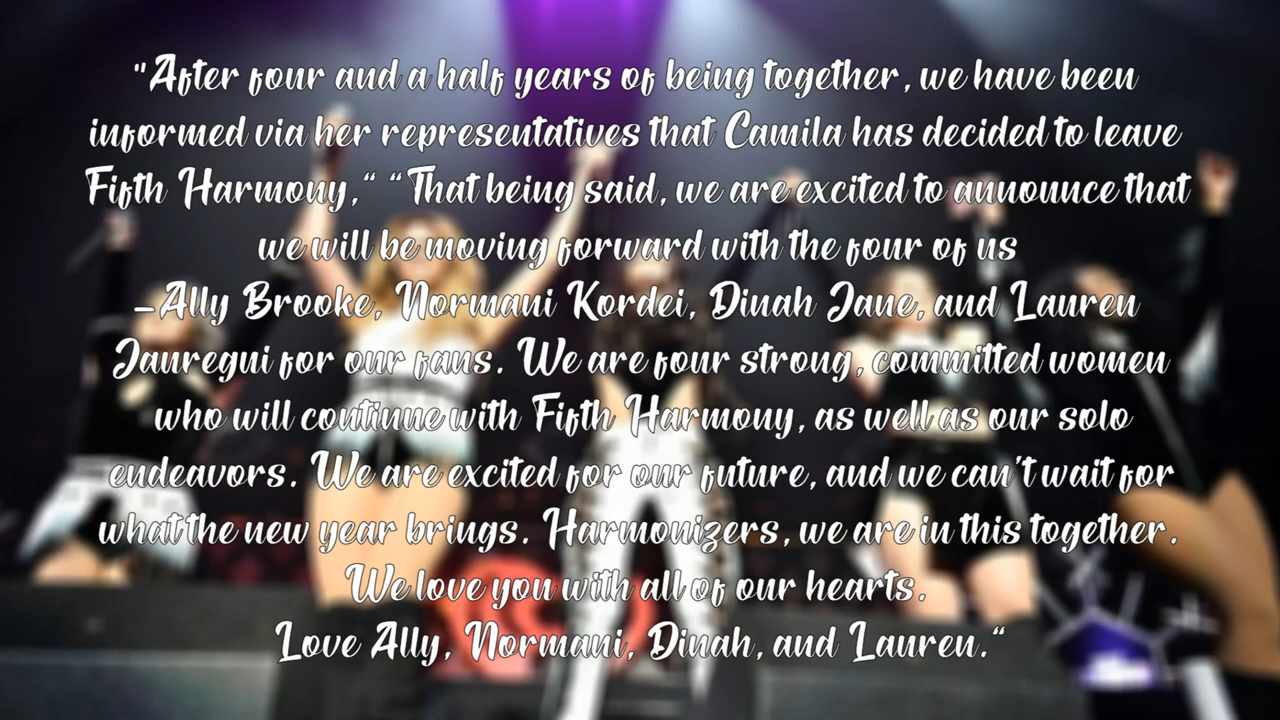 "After four and a half years of being together, we have been
informed via her representatives that Camila has decided to leave
Fifth Harmony," "That being said, we are excited to announce that
we will be moving forward with the four of us
-Ally Brooke, Normani Kordei, Dinah Jane, and Lauren
Jauregui for our fans. We are four strong, committed women
who will continue with Fifth Harmony, as well as our solo
endeavors. We are excited for our future, and we can't wait for
what the new year brings. Harmonizers, we are in this together.
We love you with all of our hearts.
Love Ally, Normani, Dinah, and Lauren."